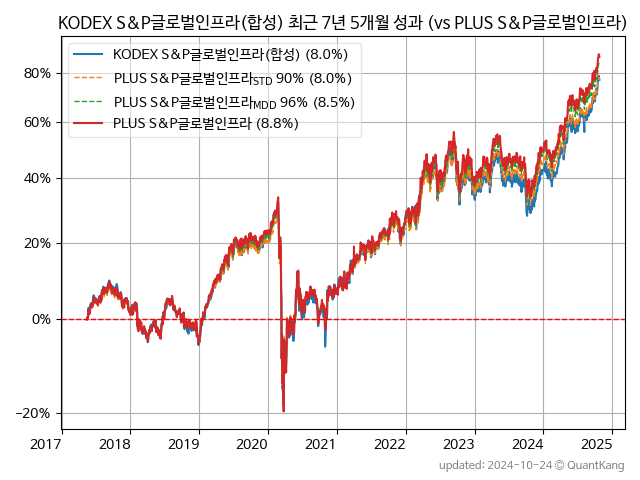 KODEX S&P글로벌인프라(합성) 최근 7년 5개월 성과 (vs PLUS S&P글로벌인프라)
KODEX S&P글로벌인프라(합성) (8.0%)
PLUS S&P글로벌인프라STD 90% (8.0%)
PLUS S&P글로벌인프라MDD 96% (8.5%)
PLUS S&P글로벌인프라 (8.8%)
80%
60%
40%
20%
0%
−20%
2017 2018 2019 2020 2021 2022 2023 2024 2025
updated: 2024-10-24 © QuantKang